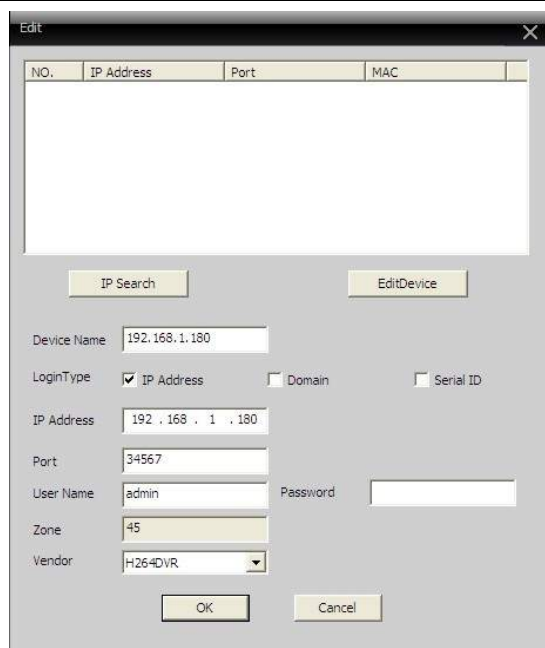 Edit
NO. IP Address Port MAC
IP Search EditDevice
Device Name 192.168.1.180
LoginType IP Address Domain Serial ID
IP Address 192 . 168 . 1 . 180
Port 34567
User Name admin Password
Zone 45
Vendor H264DVR
OK Cancel